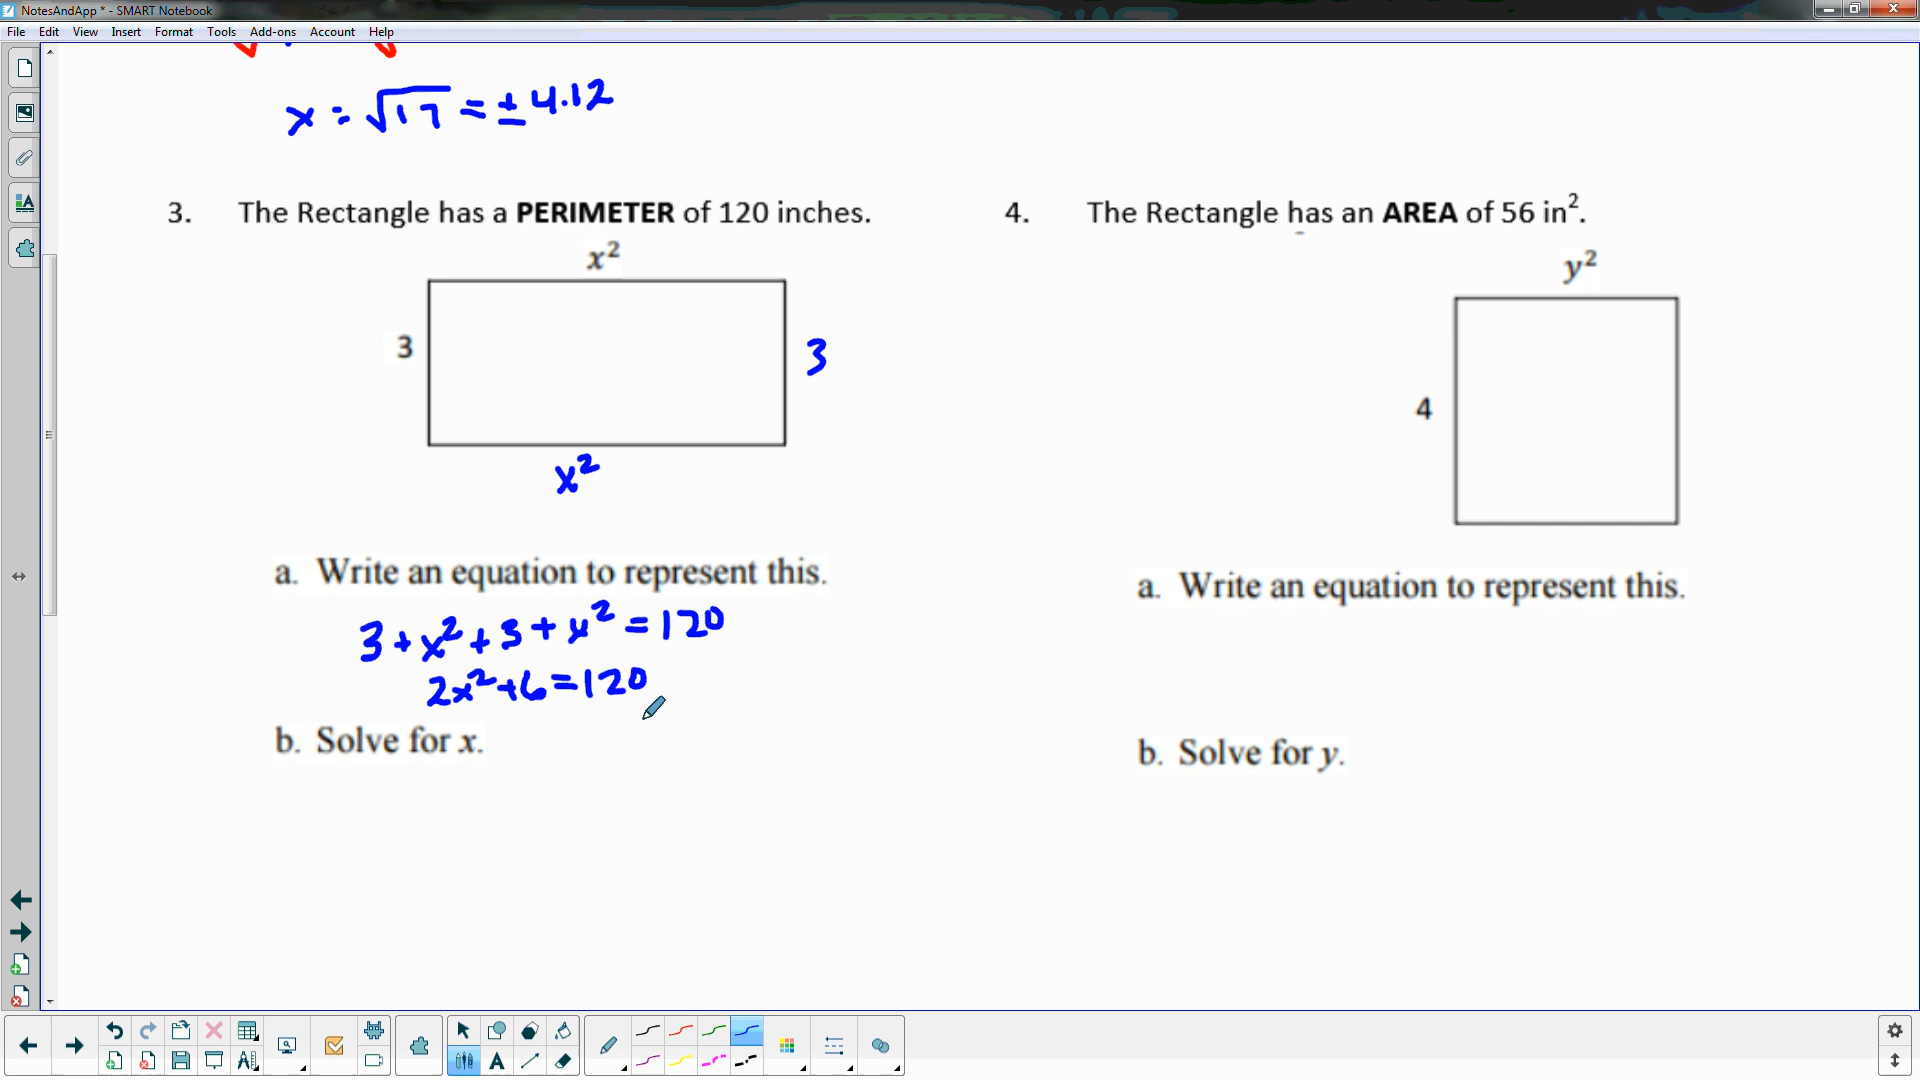 NotesAndApp * - SMART Notebook
File Edit View Insert Format Tools Add-ons Account Help
x = √17 = ± 4.12
3. The Rectangle has a PERIMETER of 120 inches.
x²
3
3
x²
a. Write an equation to represent this.
3 + x² + 3 + x² = 120
2x² + 6 = 120
b. Solve for x.
4. The Rectangle has an AREA of 56 in².
y²
4
a. Write an equation to represent this.
b. Solve for y.